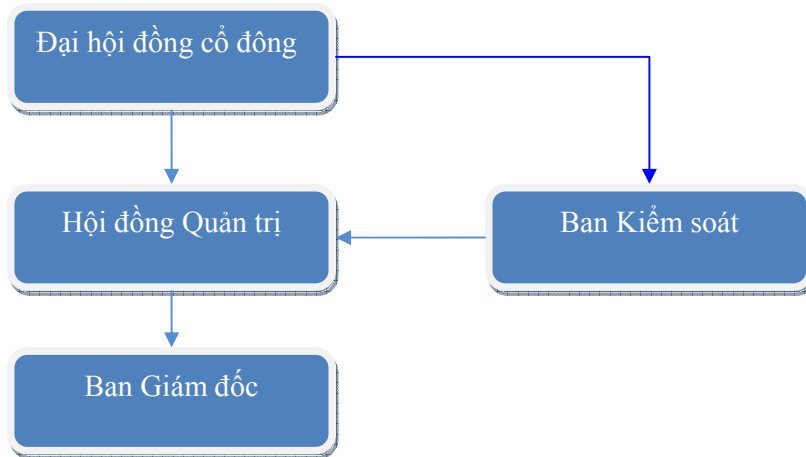 Đại hội đồng cổ đông
Hội đồng Quản trị
Ban Kiểm soát
Ban Giám đốc